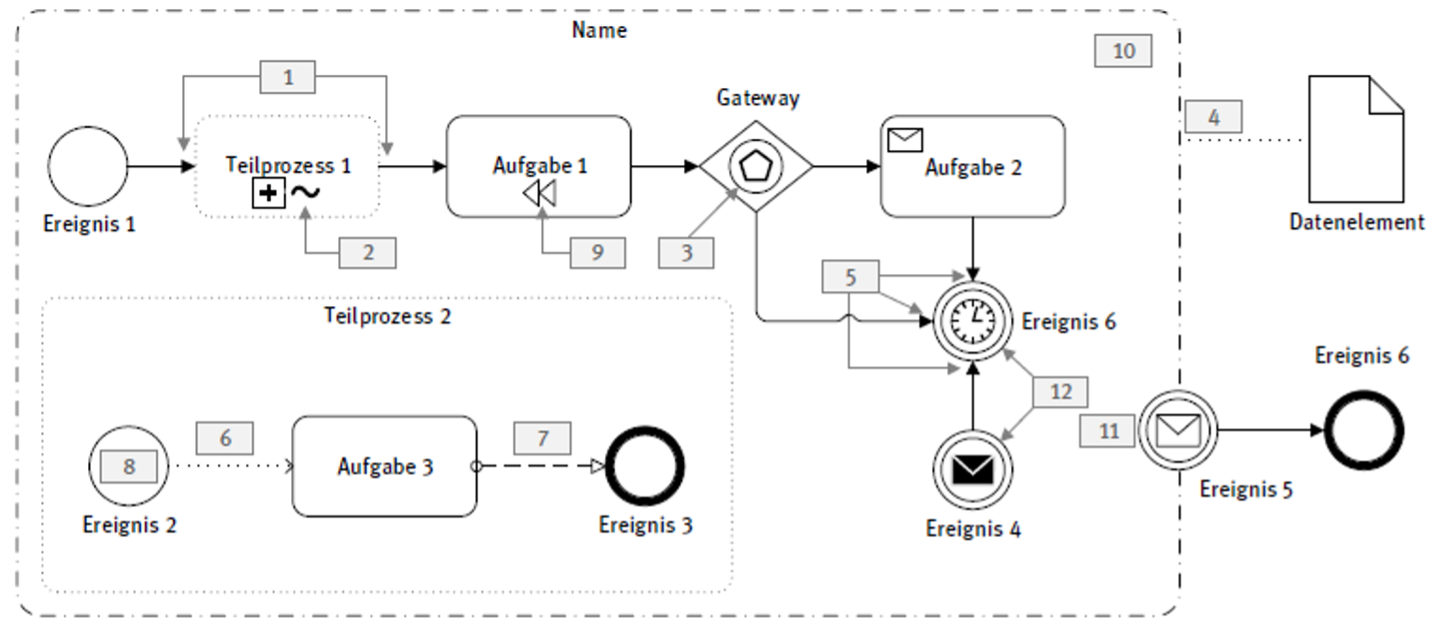 Name
10
1
Gateway
4
Teilprozess 1
Aufgabe 1
Aufgabe 2
Ereignis 1
Datenelement
2
9
3
5
Teilprozess 2
Ereignis 6
Ereignis 6
12
11
6
7
8
Aufgabe 3
Ereignis 5
Ereignis 2
Ereignis 3
Ereignis 4